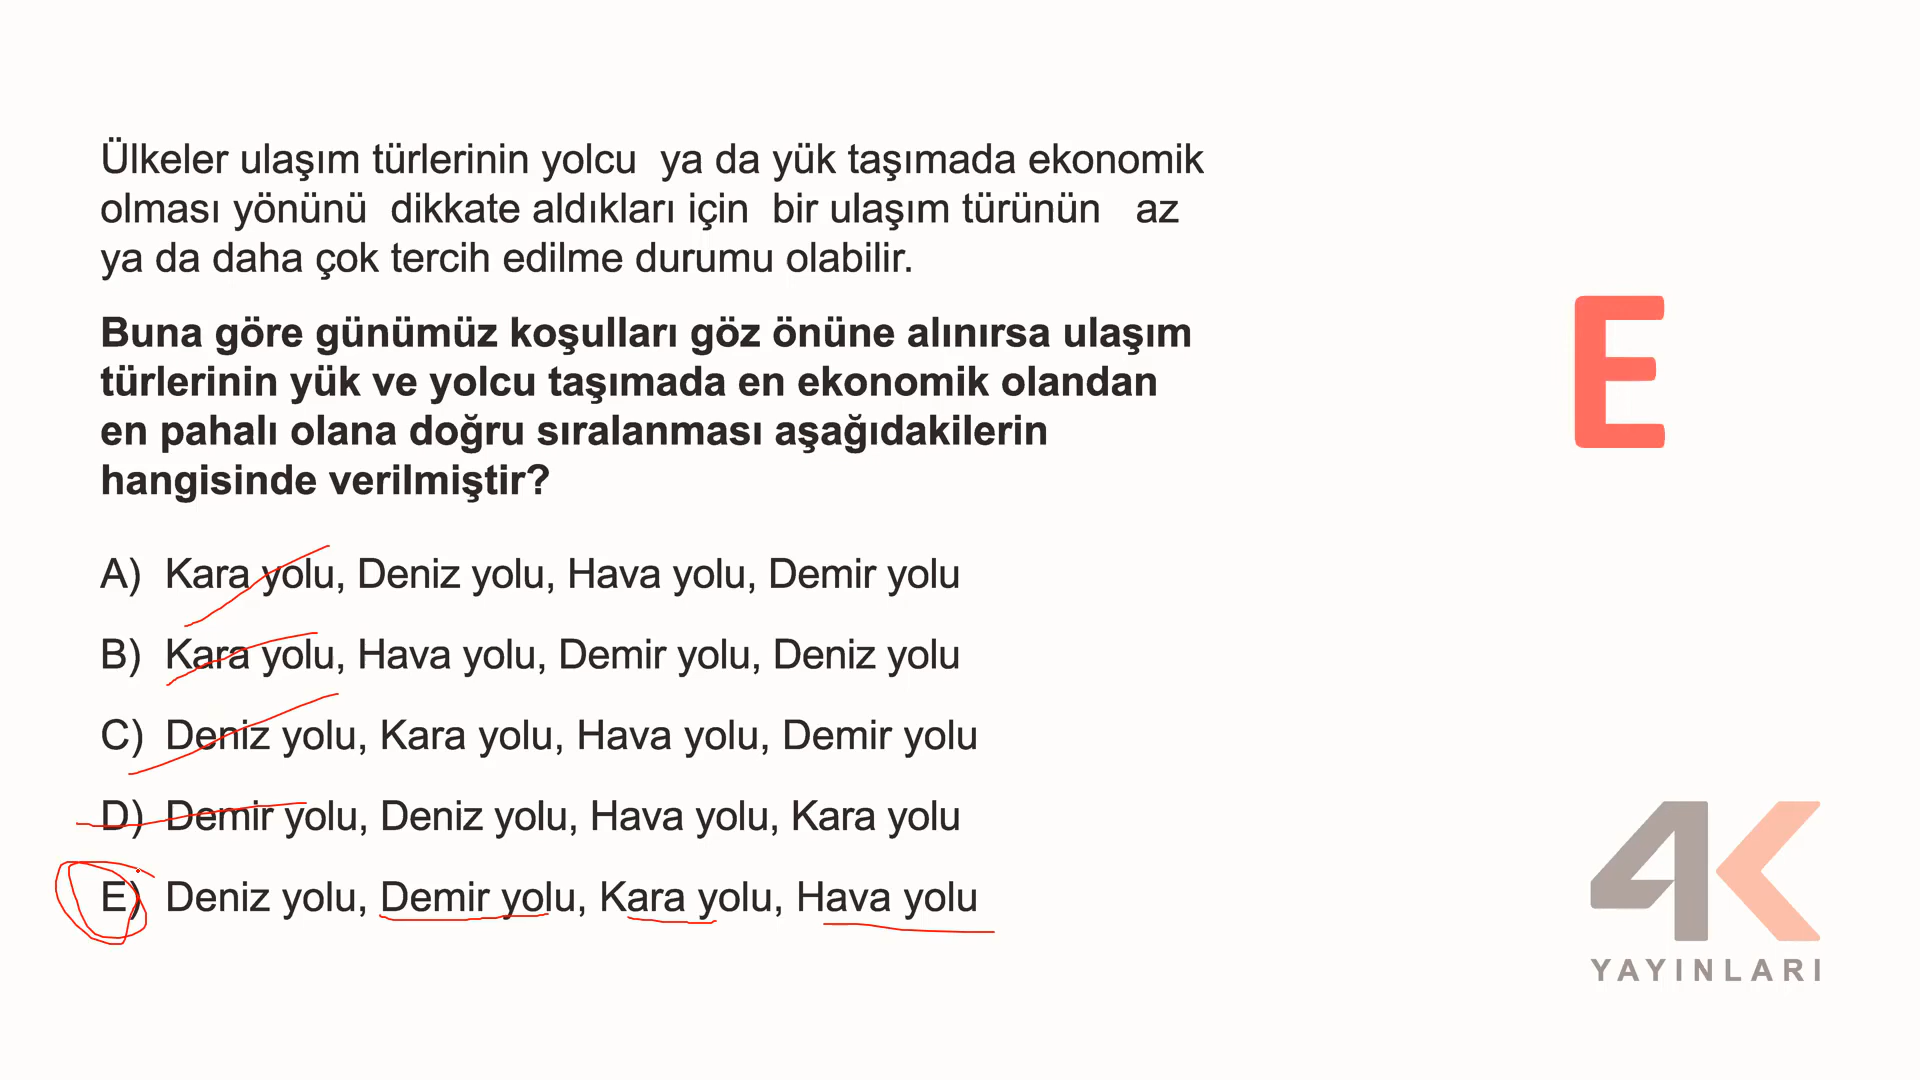 Ülkeler ulaşım türlerinin yolcu ya da yük taşımada ekonomik
olması yönünü dikkate aldıkları için bir ulaşım türünün az
ya da daha çok tercih edilme durumu olabilir.
Buna göre günümüz koşulları göz önüne alınırsa ulaşım
türlerinin yük ve yolcu taşımada en ekonomik olandan
en pahalı olana doğru sıralanması aşağıdakilerin
hangisinde verilmiştir?
A) Kara yolu, Deniz yolu, Hava yolu, Demir yolu
B) Kara yolu, Hava yolu, Demir yolu, Deniz yolu
C) Deniz yolu, Kara yolu, Hava yolu, Demir yolu
D) Demir yolu, Deniz yolu, Hava yolu, Kara yolu
E) Deniz yolu, Demir yolu, Kara yolu, Hava yolu
E
4K
YAYINLARI